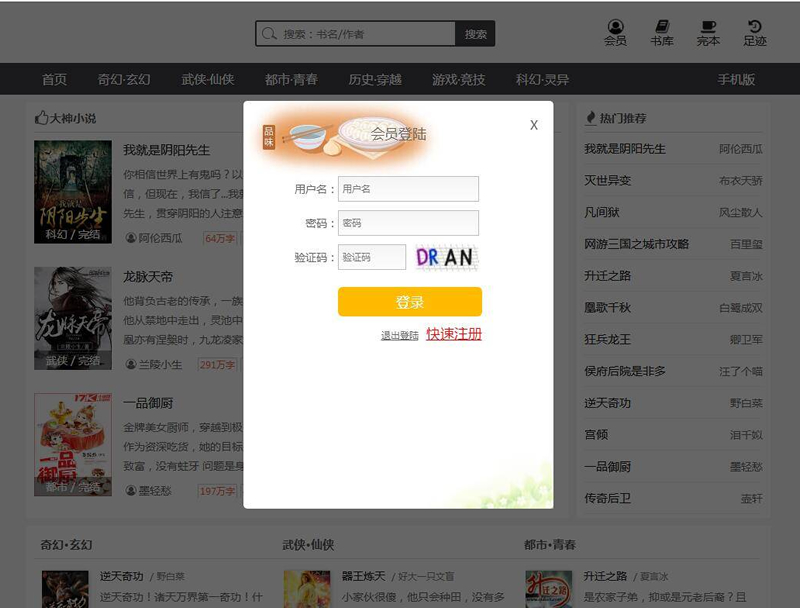 搜索：书名/作者
搜索
会员
书库
完本
足迹
首页
奇幻·玄幻
武侠·仙侠
都市·青春
历史·穿越
游戏·竞技
科幻·灵异
手机版
大神小说
我就是阴阳先生
你相信世界上有鬼吗？以
信，但现在，我信了...我
先生，贯穿阴阳的人注意
阿伦西瓜
64万字
我就是
阴阳先生
科幻 / 完结
龙脉天帝
他背负古老的传承，一族
他从禁地中走出，灵池中
凰亦有涅槃时，九龙凌家
兰陵小生
291万字
龙脉天帝
武侠 / 完结
一品御厨
金牌美女厨师，穿越到极
作为资深吃货，她的目标
致富，没有蛀牙 问题是身
墨轻愁
197万字
17K
一品
御厨
都市 / 完结
品味
会员登陆
X
用户名：
用户名
密码：
密码
验证码：
验证码
DRAN
登录
退出登陆
快速注册
热门推荐
我就是阴阳先生 阿伦西瓜
灭世异变 布衣天骄
凡间狱 风尘散人
网游三国之城市攻略 百里玺
升迁之路 夏言冰
凰歌千秋 白鹭成双
狂兵龙王 卿卫军
侯府后院是非多 汪了个喵
逆天奇功 野白菜
宫倾 泪千姒
一品御厨 墨轻愁
传奇后卫 壶轩
奇幻·玄幻
武侠·仙侠
都市·青春
逆天奇功 / 野白菜
逆天奇功！诸天万界第一奇功！什
器王炼天 / 好大一只文盲
小家伙很傻，他只会种田，没有多
升迁之路 / 夏言冰
是农家子弟，抑或是元老后裔？且
升迁之路